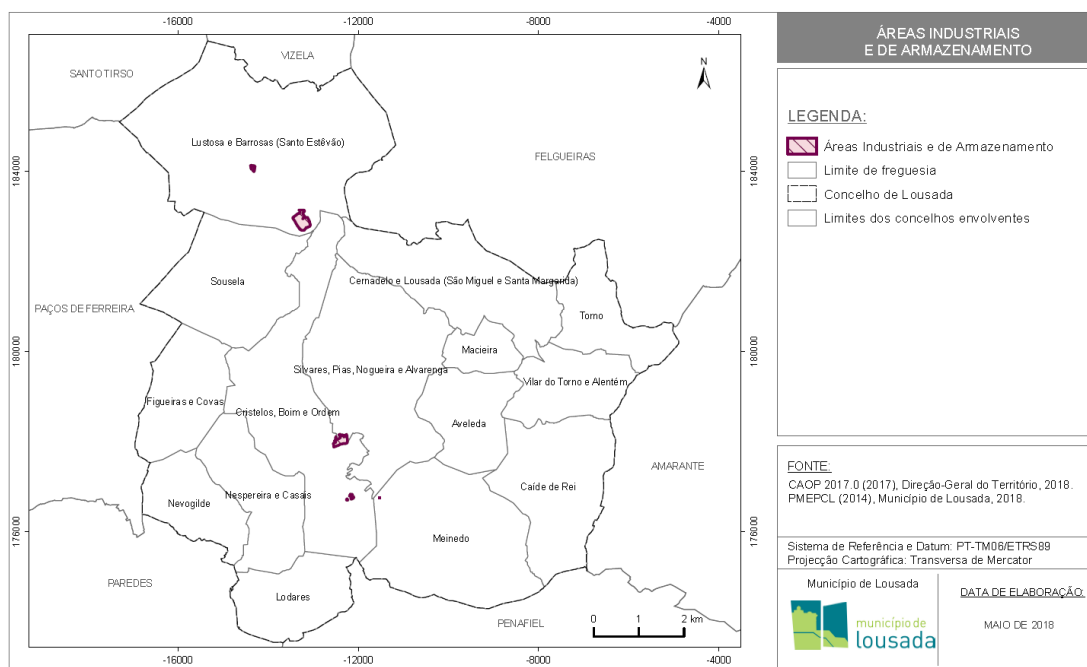 -16000
-12000
-8000
-4000
VIZELA
SANTO TIRSO
N
Lustosa e Barrosas (Santo Estêvão)
FELGUEIRAS
184000
184000
Sousela
Cernadelo e Lousada (São Miguel e Santa Margarida)
PAÇOS DE FERREIRA
Torno
180000
180000
Macieira
Silvares, Pias, Nogueira e Alvarenga
Vilar do Torno e Alentém
Figueiras e Covas
Cristelos, Boim e Ordem
Aveleda
AMARANTE
Nespereira e Casais
Caíde de Rei
Nevogilde
Meinedo
176000
176000
PAREDES
Lodares
PENAFIEL
0 1 2 km
-16000
-12000
-8000
-4000
ÁREAS INDUSTRIAIS
E DE ARMAZENAMENTO
LEGENDA:
Áreas Industriais e de Armazenamento
Limite de freguesia
Concelho de Lousada
Limites dos concelhos envolventes
FONTE:
CAOP 2017.0 (2017), Direção-Geral do Território, 2018.
PMEPCL (2014), Município de Lousada, 2018.
Sistema de Referência e Datum: PT-TM06/ETRS89
Projecção Cartográfica: Transversa de Mercator
Município de Lousada
município de
lousada
DATA DE ELABORAÇÃO:
MAIO DE 2018